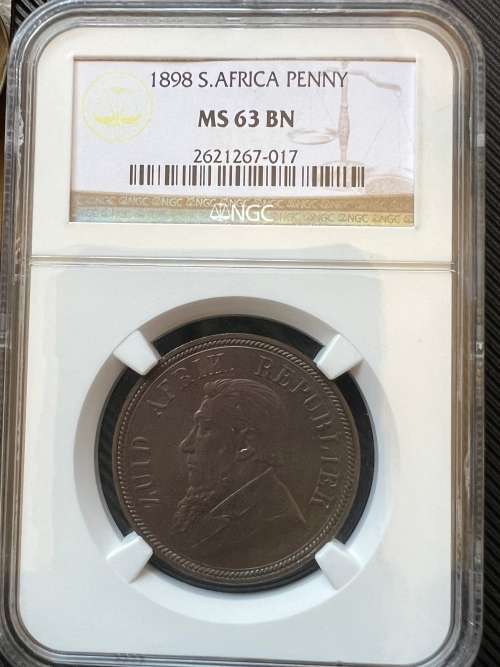 1898 S.AFRICA PENNY
MS 63 BN
2621267-017
NGC
ZUID AFRIK. REPUBLIEK